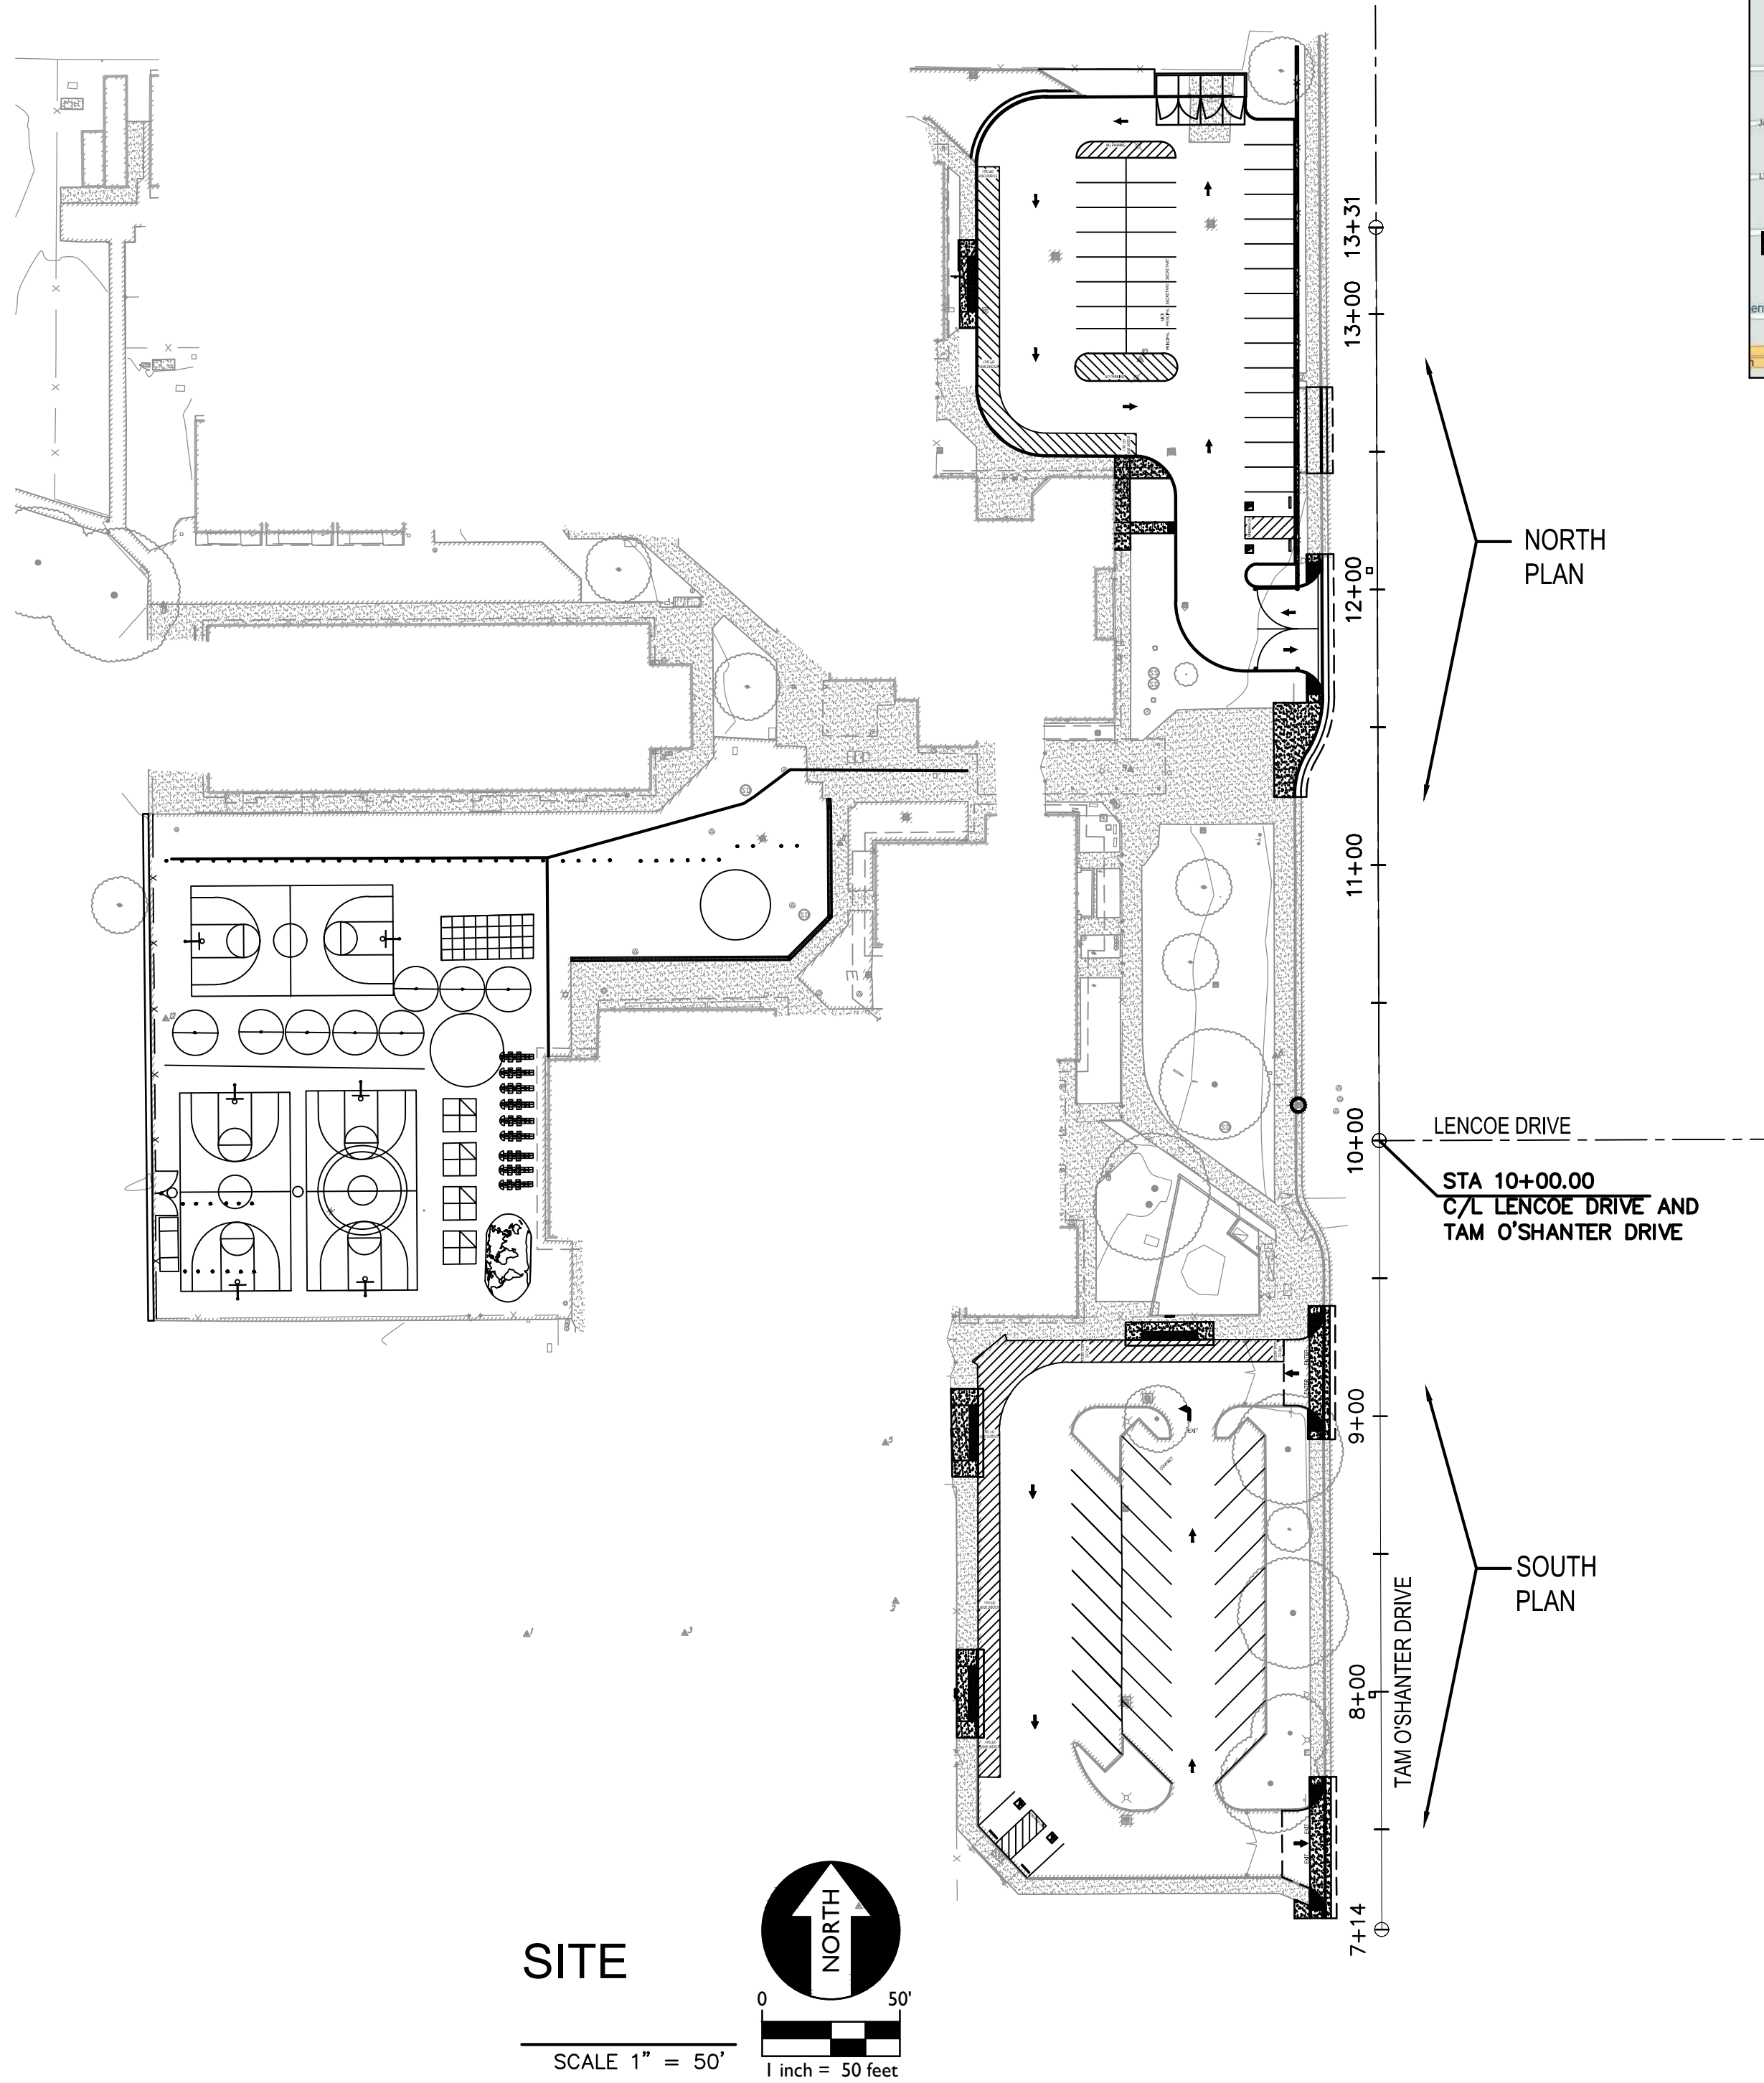 13+31
13+00
NORTH
PLAN
12+00
11+00
10+00
LENCOE DRIVE
STA 10+00.00
C/L LENCOE DRIVE AND
TAM O'SHANTER DRIVE
9+00
SOUTH
PLAN
8+00
TAM O'SHANTER DRIVE
7+14
EXIT
COMPACT
NORTH
SITE
0 50'
SCALE 1" = 50'
1 inch = 50 feet